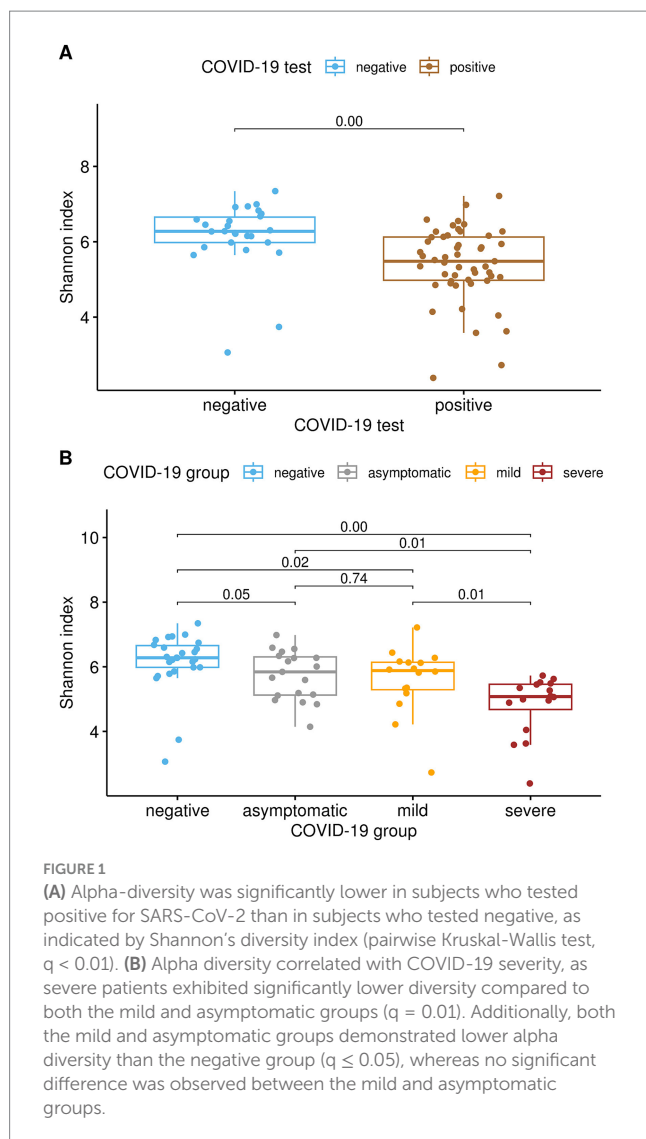 A
COVID-19 test negative positive
0.00
8
6
4
Shannon index
negative positive
COVID-19 test
B
COVID-19 group negative asymptomatic mild severe
0.00
0.01
0.02
0.74
0.05 0.01
10
8
6
4
Shannon index
negative asymptomatic mild severe
COVID-19 group
FIGURE 1
(A) Alpha-diversity was significantly lower in subjects who tested
positive for SARS-CoV-2 than in subjects who tested negative, as
indicated by Shannon’s diversity index (pairwise Kruskal-Wallis test,
q < 0.01). (B) Alpha diversity correlated with COVID-19 severity, as
severe patients exhibited significantly lower diversity compared to
both the mild and asymptomatic groups (q = 0.01). Additionally, both
the mild and asymptomatic groups demonstrated lower alpha
diversity than the negative group (q ≤ 0.05), whereas no significant
difference was observed between the mild and asymptomatic
groups.